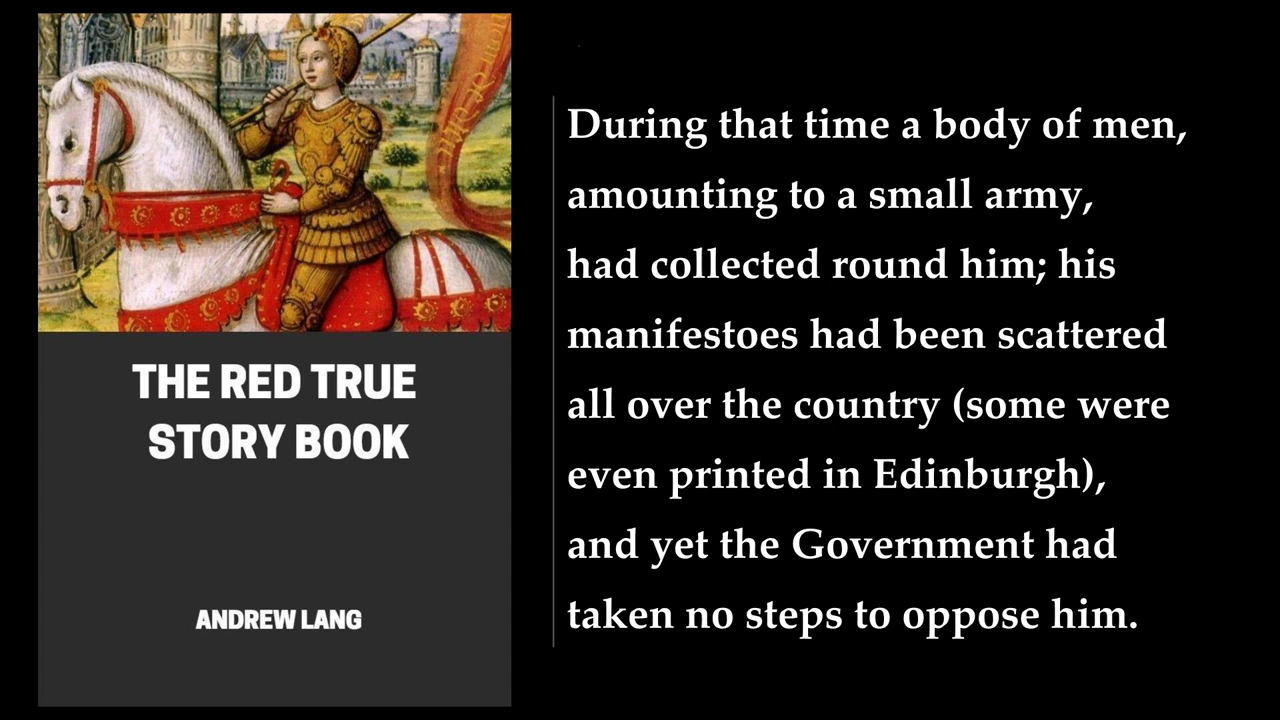 THE RED TRUE
STORY BOOK
ANDREW LANG
During that time a body of men,
amounting to a small army,
had collected round him; his
manifestoes had been scattered
all over the country (some were
even printed in Edinburgh),
and yet the Government had
taken no steps to oppose him.